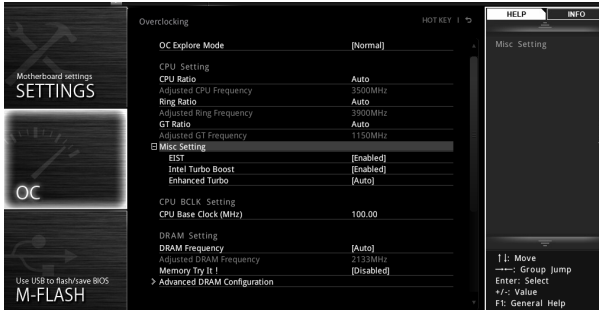 Overclocking
HOT KEY
HELP
INFO
Motherboard settings
SETTINGS
OC
Use USB to flash/save BIOS
M-FLASH
OC Explore Mode [Normal]
CPU Setting
CPU Ratio Auto
Adjusted CPU Frequency 3500MHz
Ring Ratio Auto
Adjusted Ring Frequency 3900MHz
GT Ratio Auto
Adjusted GT Frequency 1150MHz
Misc Setting
EIST [Enabled]
Intel Turbo Boost [Enabled]
Enhanced Turbo [Auto]
CPU BCLK Setting
CPU Base Clock (MHz) 100.00
DRAM Setting
DRAM Frequency [Auto]
Adjusted DRAM Frequency 2133MHz
Memory Try It ! [Disabled]
> Advanced DRAM Configuration
Misc Setting
↑↓: Move
→←: Group Jump
Enter: Select
+/-: Value
F1: General Help